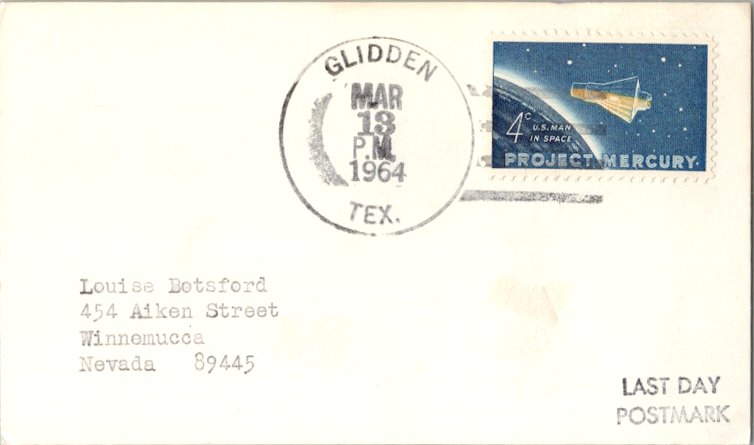 GLIDDEN
MAR
13
P.M.
1964
TEX.
4c
U.S. MAN
IN SPACE
PROJECT MERCURY
Louise Botsford
454 Aiken Street
Winnemucca
Nevada 89445
LAST DAY
POSTMARK